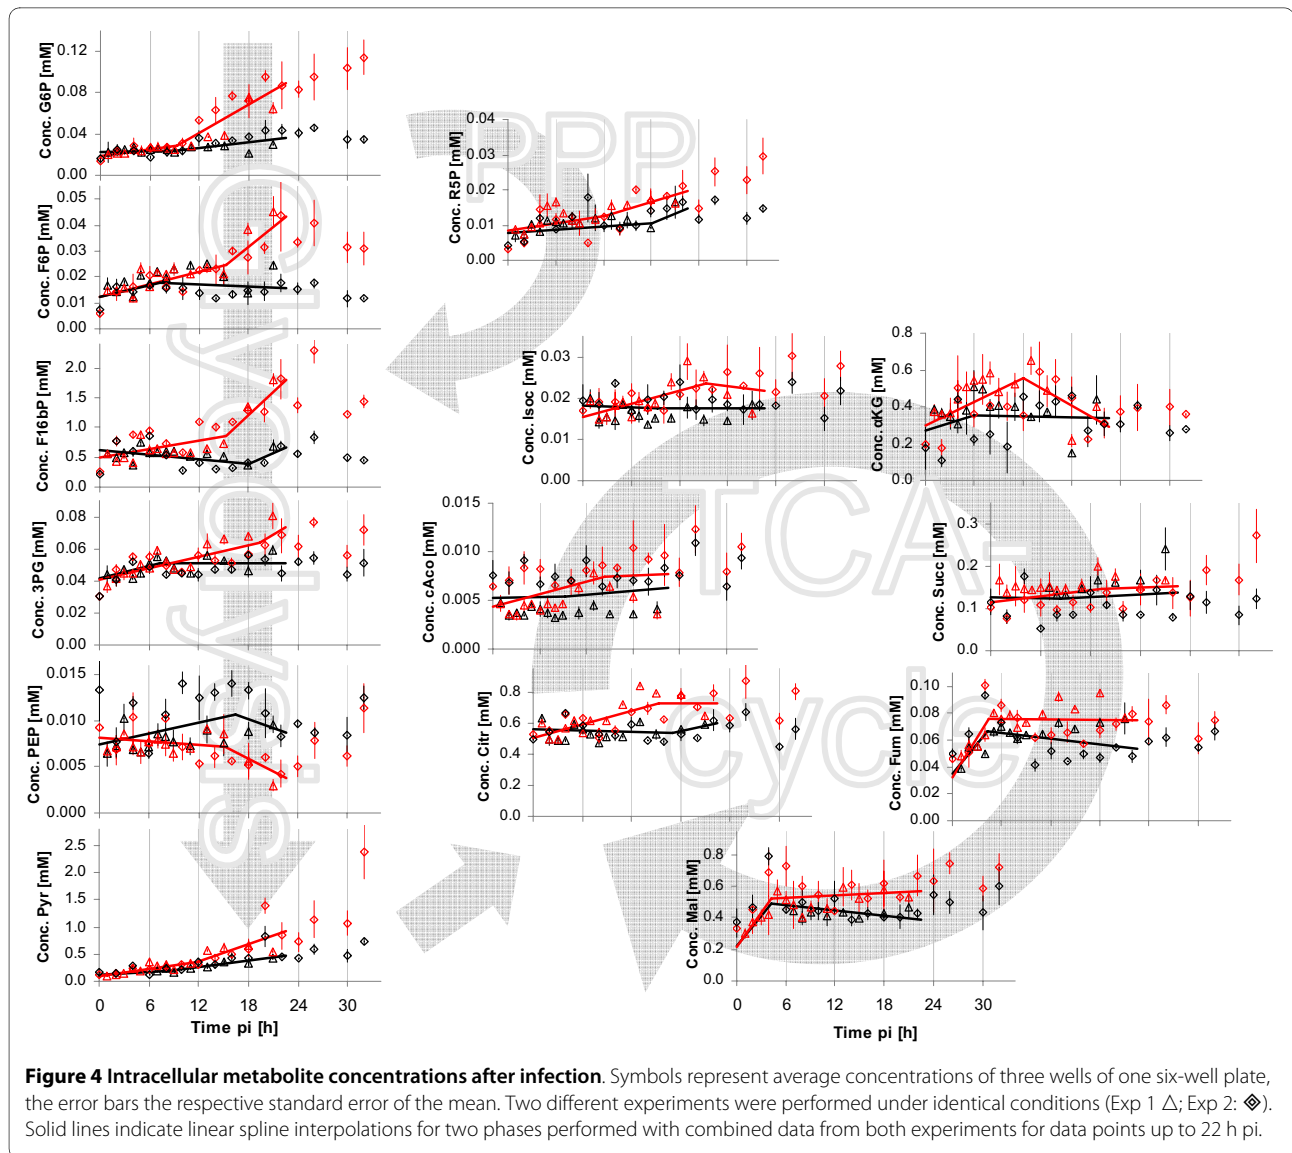 Glycolysis
PPP
TCA-
cycle
Conc. G6P [mM]
0.12
0.08
0.04
0.00
Conc. F6P [mM]
0.05
0.04
0.03
0.02
0.01
0.00
Conc. F16bP [mM]
2.0
1.5
1.0
0.5
0.0
Conc. 3PG [mM]
0.08
0.06
0.04
0.02
0.00
Conc. PEP [mM]
0.015
0.010
0.005
0.000
Conc. Pyr [mM]
2.5
2.0
1.5
1.0
0.5
0.0
0 6 12 18 24 30
Time pi [h]
Conc. R5P [mM]
0.04
0.03
0.02
0.01
0.00
Conc. Isoc [mM]
0.03
0.02
0.01
0.00
Conc. αKG [mM]
0.8
0.6
0.4
0.2
0.0
Conc. cAco [mM]
0.015
0.010
0.005
0.000
Conc. Succ [mM]
0.3
0.2
0.1
0.0
Conc. Citr [mM]
0.8
0.6
0.4
0.2
0.0
Conc. Fum [mM]
0.10
0.08
0.06
0.04
0.02
0.00
Conc. Mal [mM]
0.8
0.6
0.4
0.2
0.0
0 6 12 18 24 30
Time pi [h]
Figure 4 Intracellular metabolite concentrations after infection. Symbols represent average concentrations of three wells of one six-well plate,
the error bars the respective standard error of the mean. Two different experiments were performed under identical conditions (Exp 1 △; Exp 2: ◈).
Solid lines indicate linear spline interpolations for two phases performed with combined data from both experiments for data points up to 22 h pi.